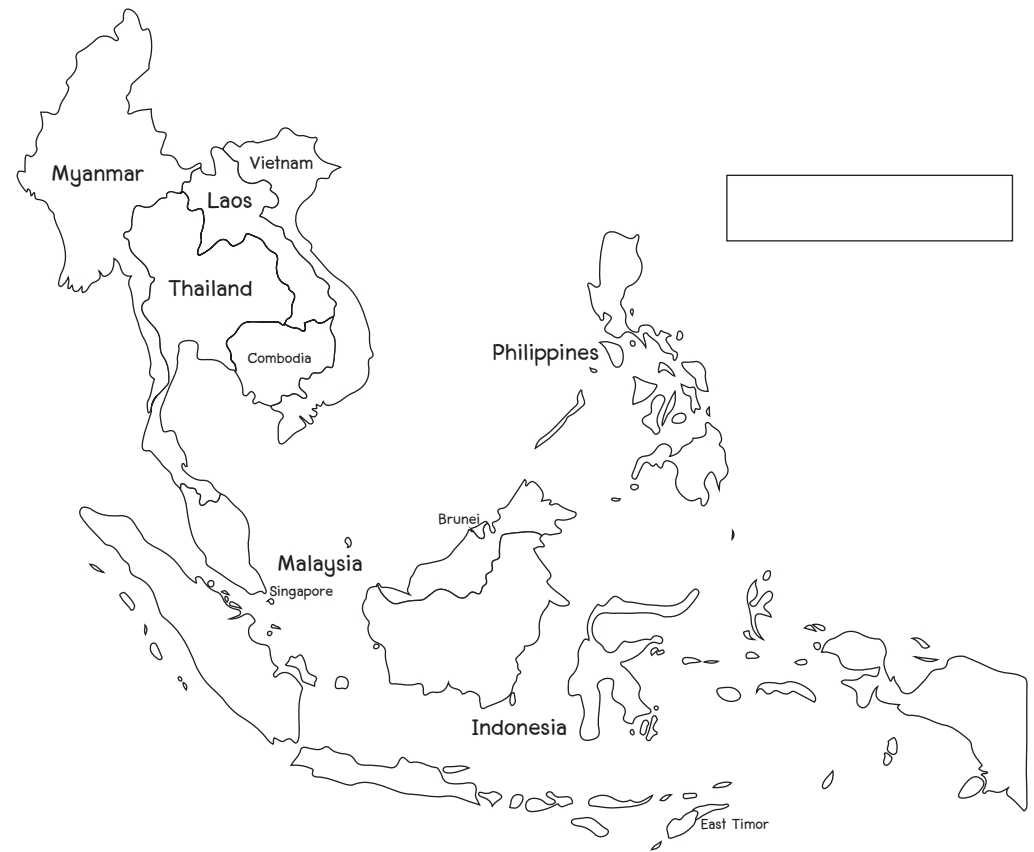 Vietnam
Myanmar
Laos
Thailand
Philippines
Combodia
Brunei
Malaysia
Singapore
Indonesia
East Timor